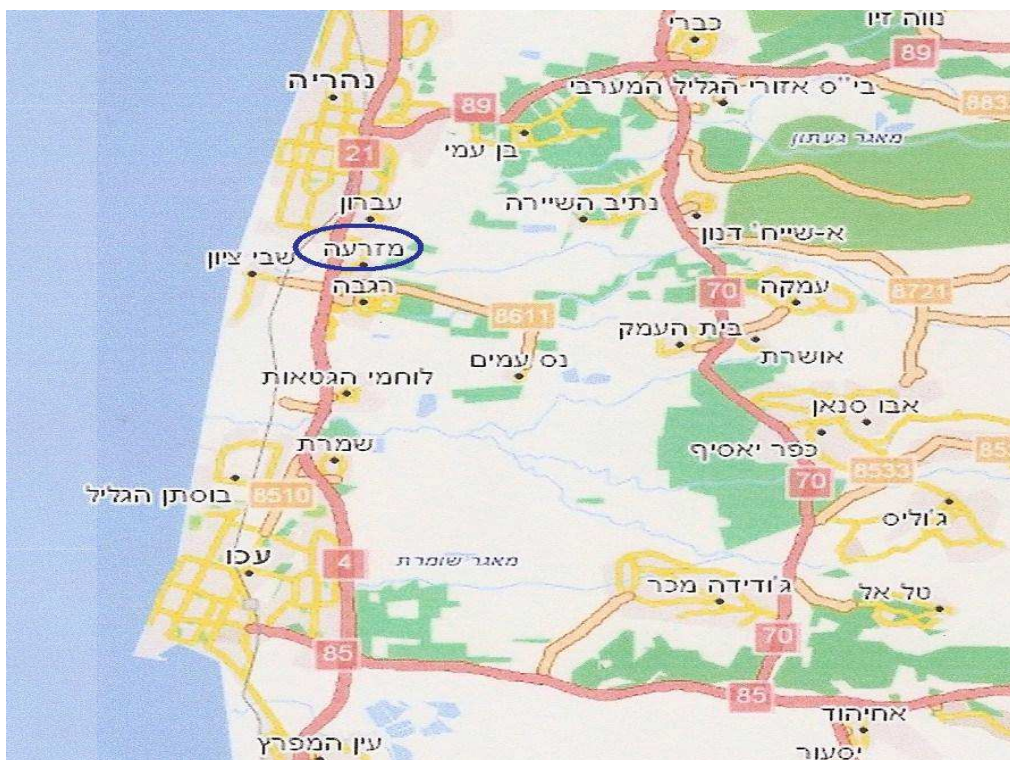 נווה זיו
כברי
89
נהריה
בי''ס אזורי הגליל המערבי
89
21
בן עמי
מאגר געתון
עברון
נתיב השיירה
א-שייח' דנון
מזרעה
שבי ציון
רגבה
70
עמקה
8721
8611
בית העמק
נס עמים
אושרת
לוחמי הגטאות
אבו סנאן
שמרת
כפר יאסיף
8533
70
בוסתן הגליל
8510
ג'וליס
עכו
4
מאגר שומרת
ג'ודידה מכר
טל אל
70
85
85
אחיהוד
עין המפרץ
יסעור